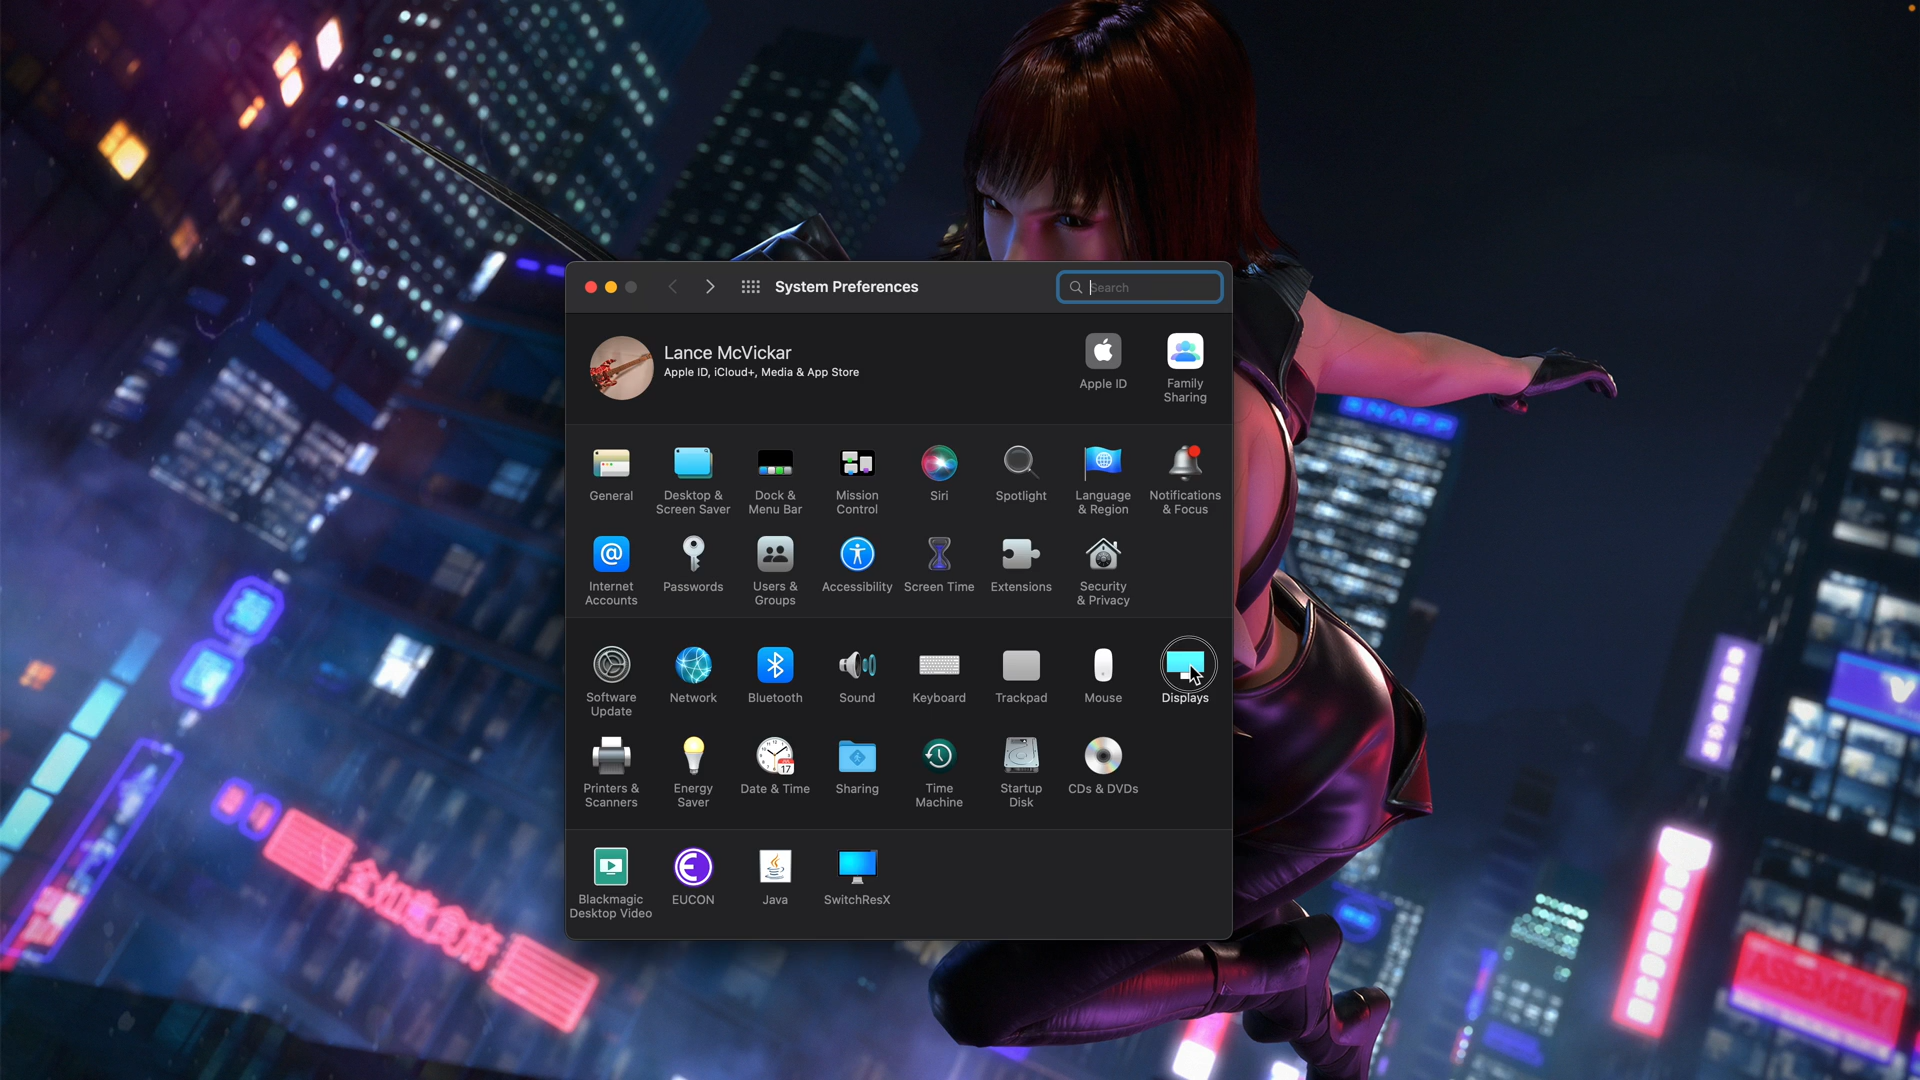 System Preferences
Search
Lance McVickar
Apple ID, iCloud+, Media & App Store
Apple ID
Family
Sharing
General
Desktop &
Screen Saver
Dock &
Menu Bar
Mission
Control
Siri
Spotlight
Language
& Region
Notifications
& Focus
Internet
Accounts
Passwords
Users &
Groups
Accessibility
Screen Time
Extensions
Security
& Privacy
Software
Update
Network
Bluetooth
Sound
Keyboard
Trackpad
Mouse
Displays
17
Printers &
Scanners
Energy
Saver
Date & Time
Sharing
Time
Machine
Startup
Disk
CDs & DVDs
Blackmagic
Desktop Video
EUCON
Java
SwitchResX
SNAPP
ASEMBLY